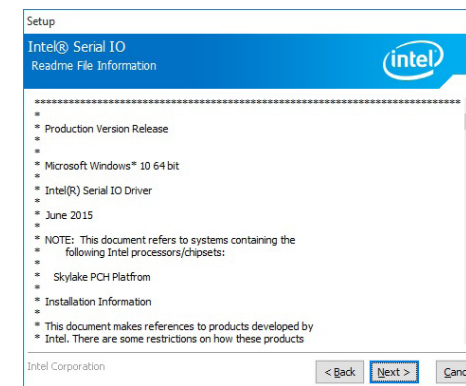 Setup
Intel® Serial IO
Readme File Information
intel
********************************************************************************
*
* Production Version Release
*
*
* Microsoft Windows* 10 64 bit
*
* Intel(R) Serial IO Driver
*
* June 2015
*
* NOTE: This document refers to systems containing the
* following Intel processors/chipsets:
*
* Skylake PCH Platfrom
*
* Installation Information
*
* This document makes references to products developed by
* Intel. There are some restrictions on how these products
Intel Corporation
< Back Next > Canc